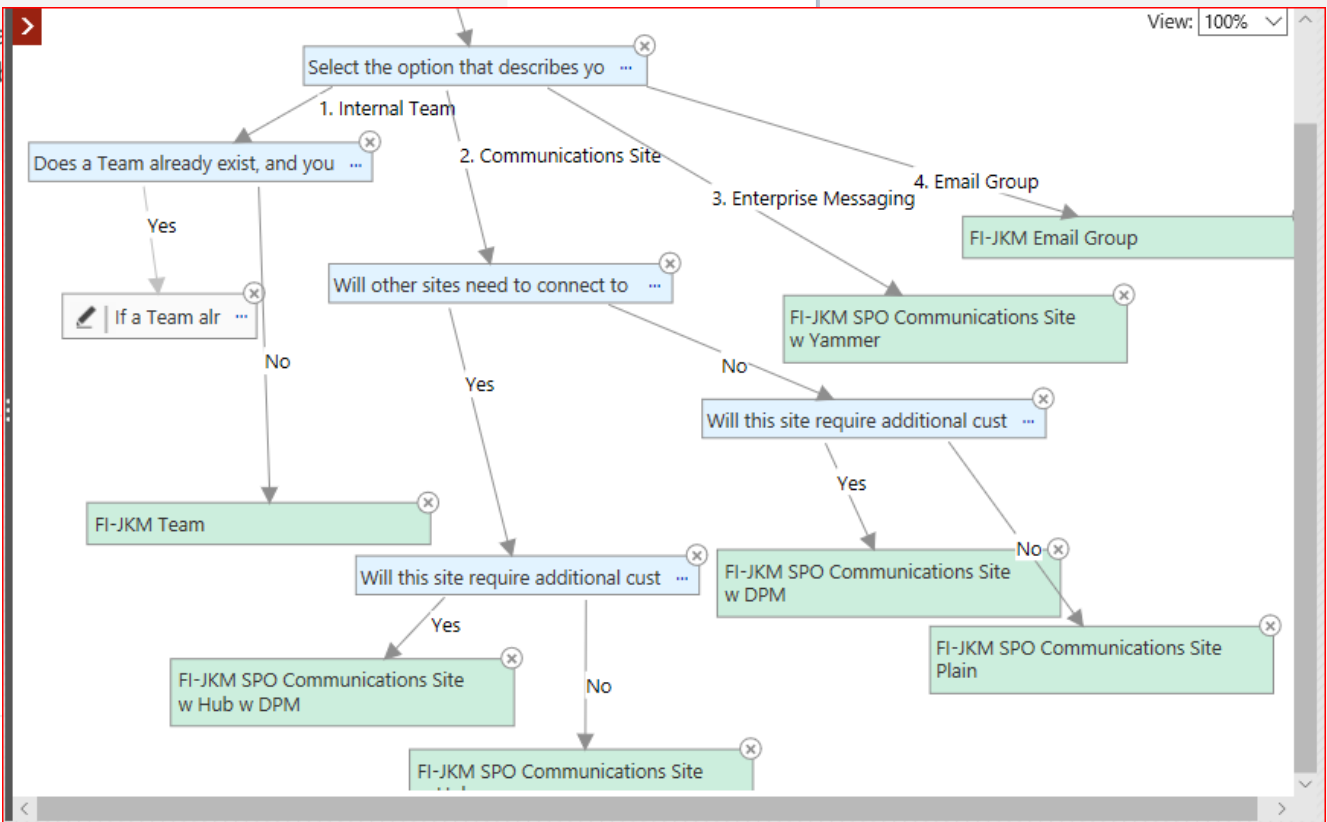 View: 100%
Select the option that describes yo ...
1. Internal Team
Does a Team already exist, and you ...
2. Communications Site
3. Enterprise Messaging
4. Email Group
Yes
FI-JKM Email Group
Will other sites need to connect to ...
If a Team alr ...
FI-JKM SPO Communications Site
w Yammer
No
No
Yes
Will this site require additional cust ...
Yes
FI-JKM Team
No
Will this site require additional cust ...
FI-JKM SPO Communications Site
w DPM
Yes
FI-JKM SPO Communications Site
Plain
FI-JKM SPO Communications Site
w Hub w DPM
No
FI-JKM SPO Communications Site